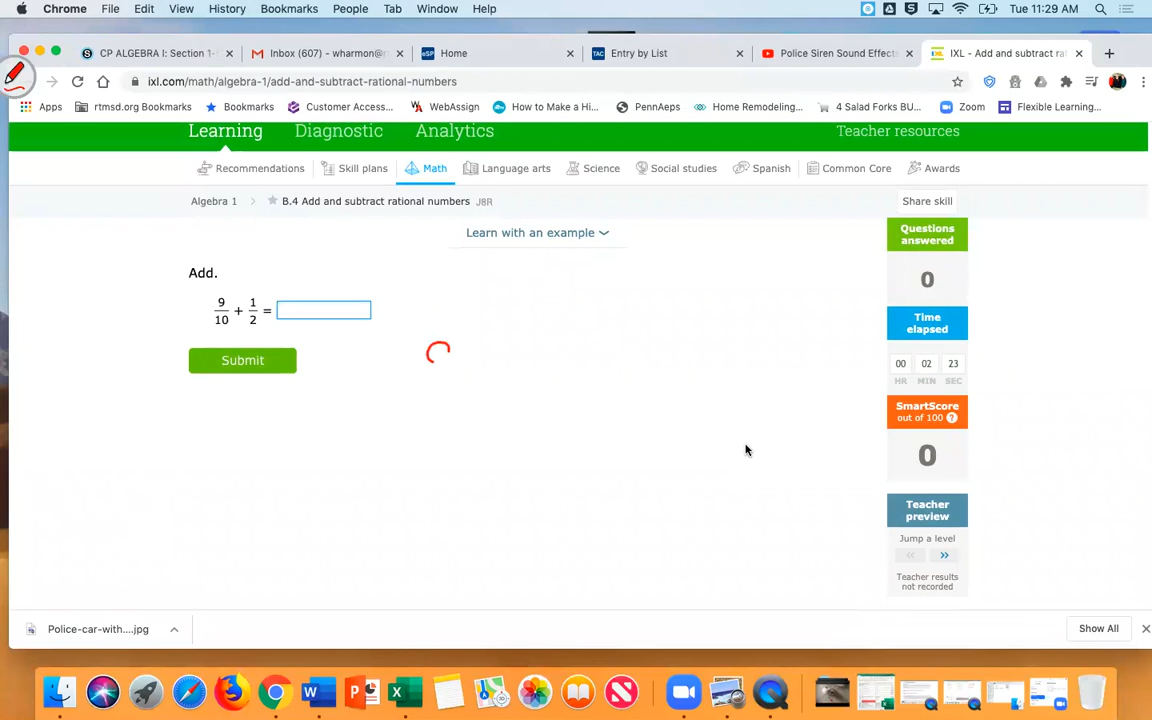 Chrome File Edit View History Bookmarks People Tab Window Help Tue 11:29 AM
CP ALGEBRA I: Section 1- Inbox (607) - wharmon@r Home Entry by List Police Siren Sound Effects IXL - Add and subtract rat
ixl.com/math/algebra-1/add-and-subtract-rational-numbers
Apps rtmsd.org Bookmarks Bookmarks Customer Access... WebAssign How to Make a Hi... PennAeps Home Remodeling... 4 Salad Forks BU... Zoom Flexible Learning...
Learning Diagnostic Analytics Teacher resources
Recommendations Skill plans Math Language arts Science Social studies Spanish Common Core Awards
Algebra 1 > B.4 Add and subtract rational numbers J8R Share skill
Learn with an example
Questions answered
0
Add.
9/10 + 1/2 =
Submit
Time elapsed
00 02 23
HR MIN SEC
SmartScore
out of 100 ?
0
Teacher preview
Jump a level
<< >>
Teacher results not recorded
Police-car-with....jpg Show All